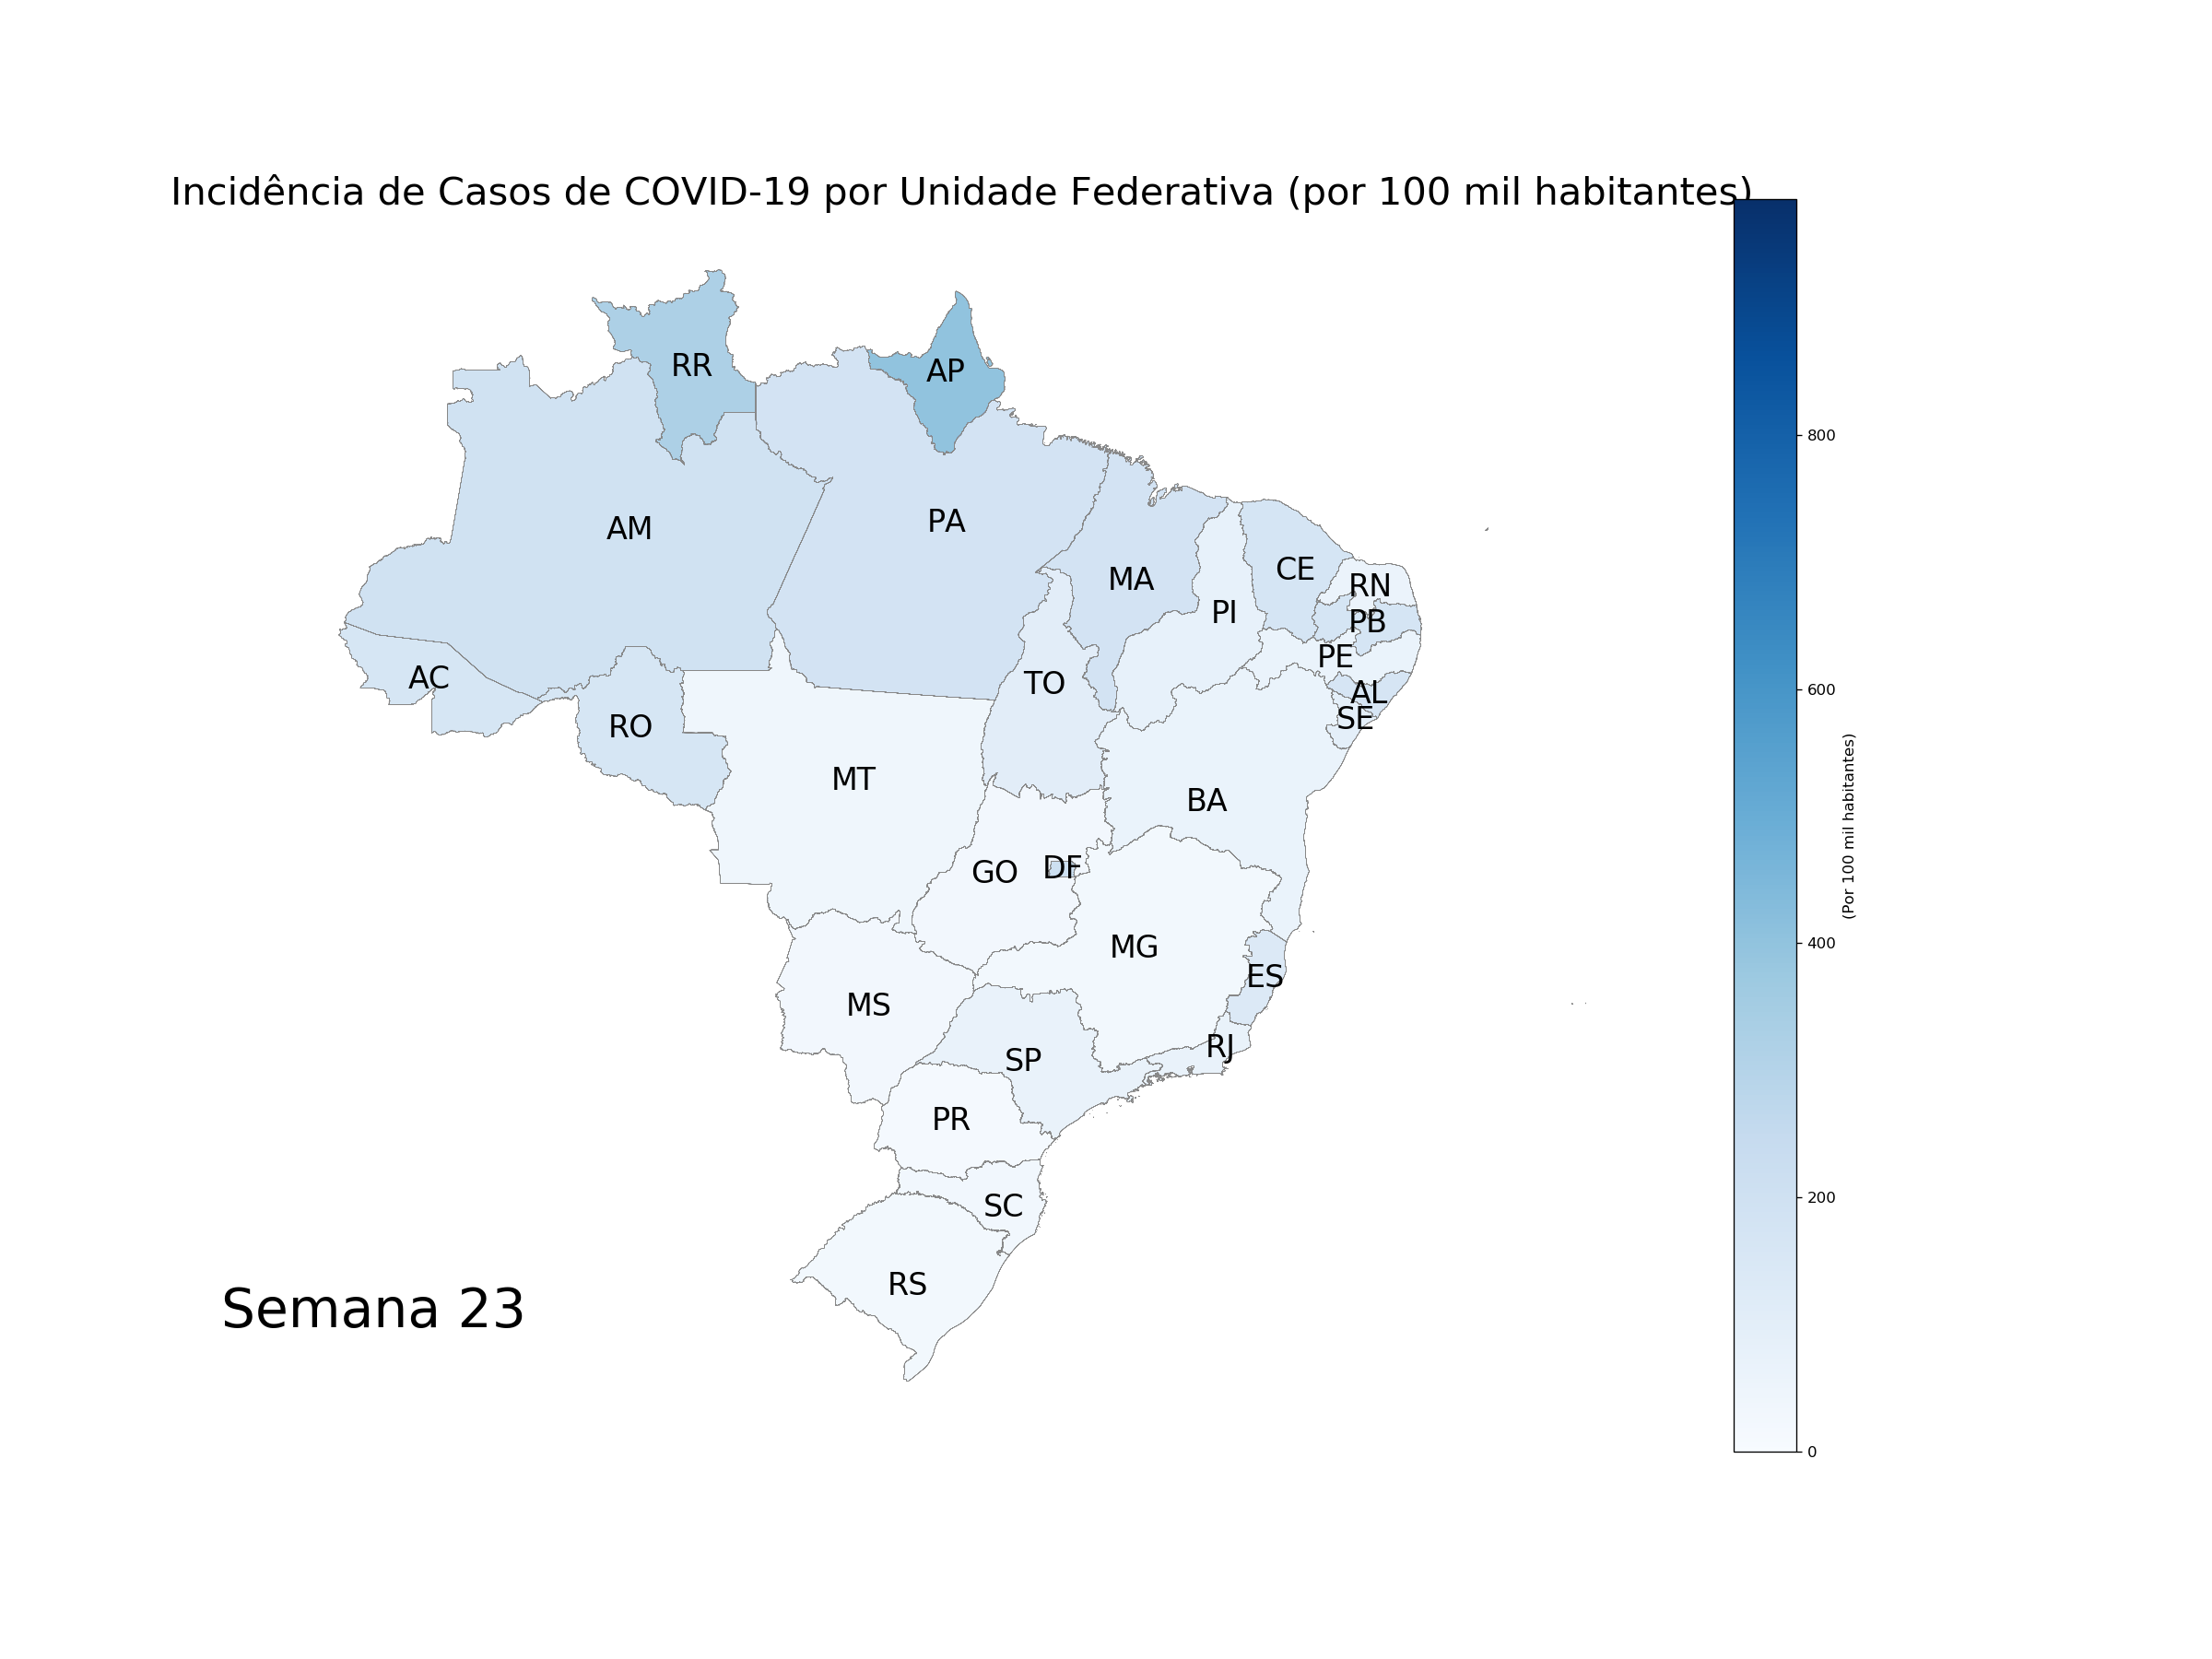 Incidência de Casos de COVID-19 por Unidade Federativa (por 100 mil habitantes)
RR
AP
AM
PA
MA
CE
RN
PI
PB
PE
AC
TO
AL
SE
RO
MT
BA
GO
DF
MG
ES
MS
RJ
SP
PR
SC
RS
Semana 23
800
600
400
200
0
(Por 100 mil habitantes)